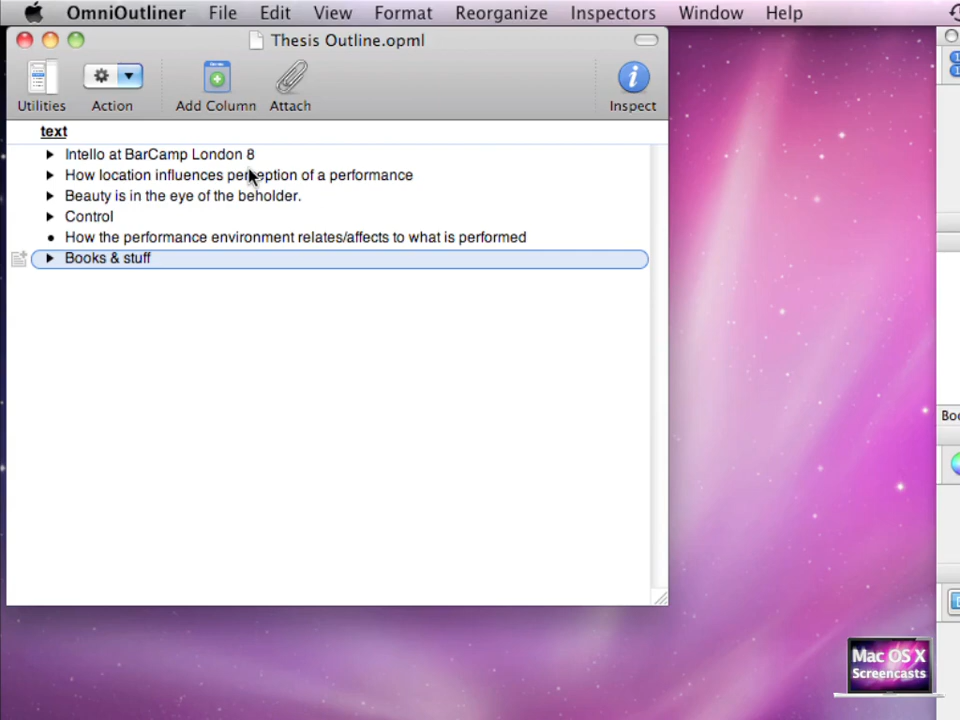 OmniOutliner File Edit View Format Reorganize Inspectors Window Help
Thesis Outline.opml
Utilities Action Add Column Attach Inspect
text
Intello at BarCamp London 8
How location influences perception of a performance
Beauty is in the eye of the beholder.
Control
How the performance environment relates/affects to what is performed
Books & stuff
Mac OS X
Screencasts